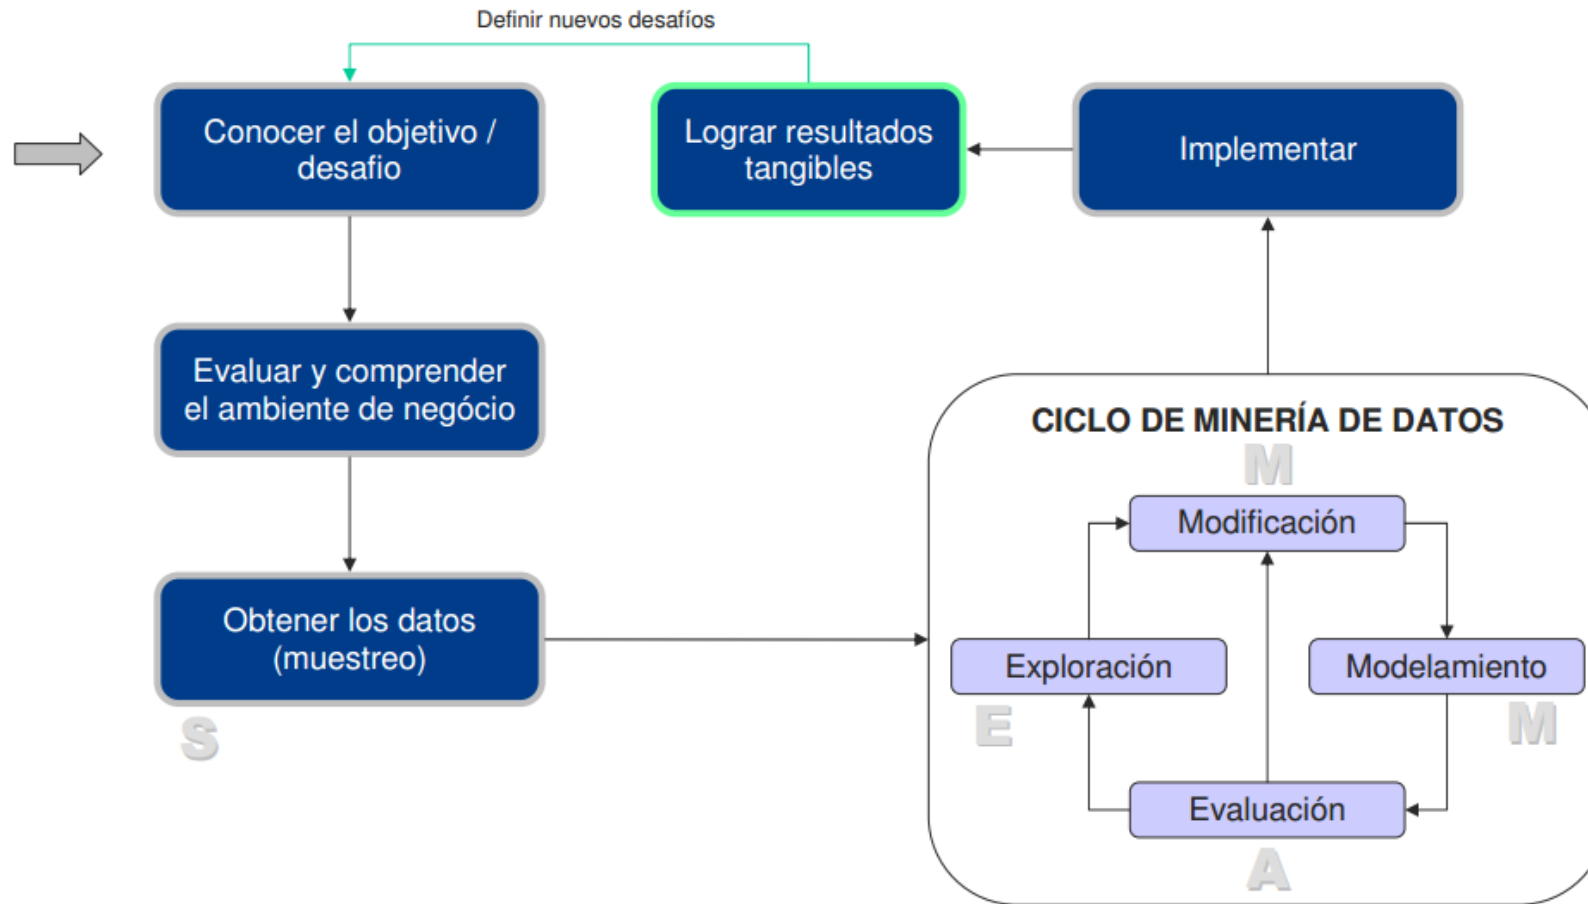 Definir nuevos desafíos
Conocer el objetivo /
desafio
Lograr resultados
tangibles
Implementar
Evaluar y comprender
el ambiente de negócio
Obtener los datos
(muestreo)
S
CICLO DE MINERÍA DE DATOS
M
Modificación
Exploración
E
Modelamiento
M
Evaluación
A